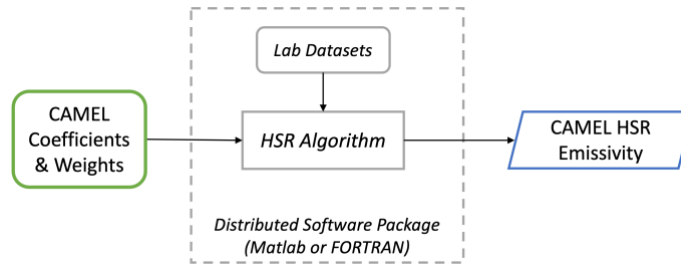 Lab Datasets
CAMEL
Coefficients
& Weights
HSR Algorithm
CAMEL HSR
Emissivity
Distributed Software Package
(Matlab or FORTRAN)